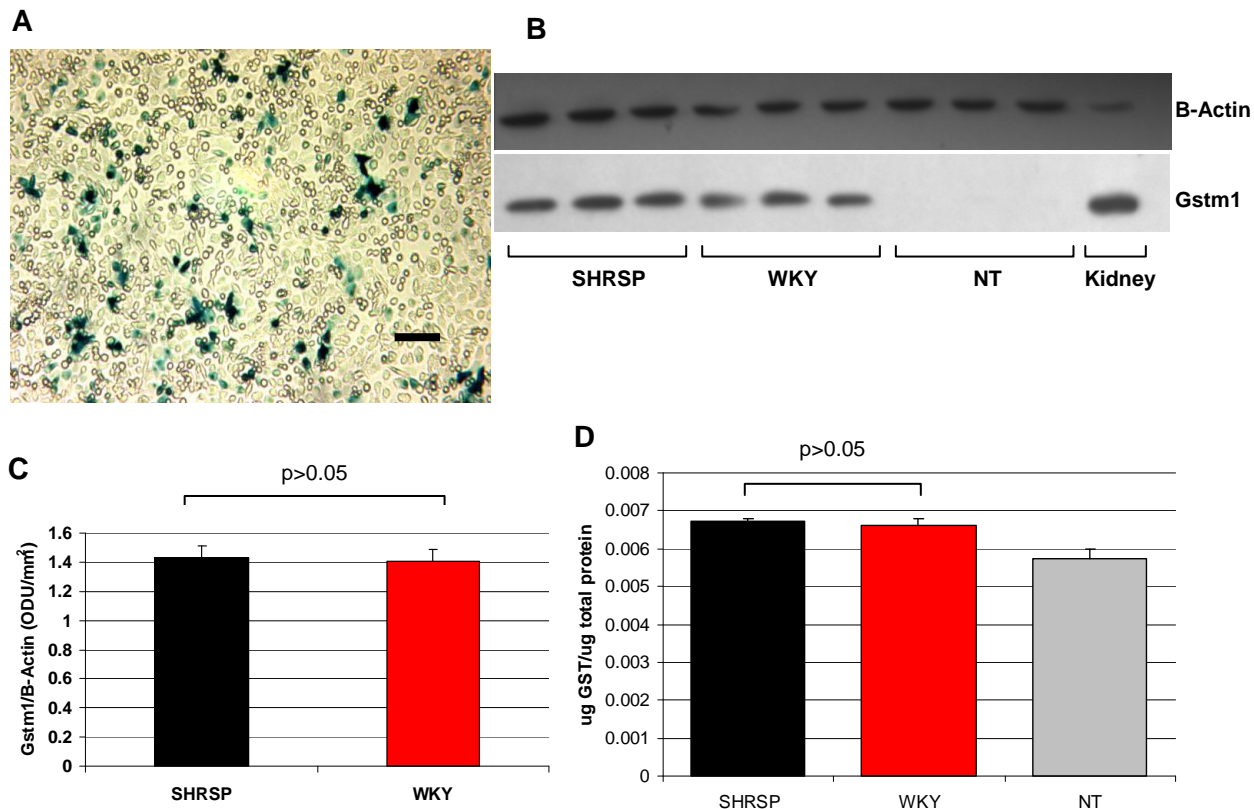 A
B
B-Actin
Gstm1
SHRSP WKY NT Kidney
C
p>0.05
Gstm1/B-Actin (ODU/mm²)
1.6
1.4
1.2
1
0.8
0.6
0.4
0.2
0
SHRSP WKY
D
p>0.05
ug GST/ug total protein
0.008
0.007
0.006
0.005
0.004
0.003
0.002
0.001
0
SHRSP WKY NT